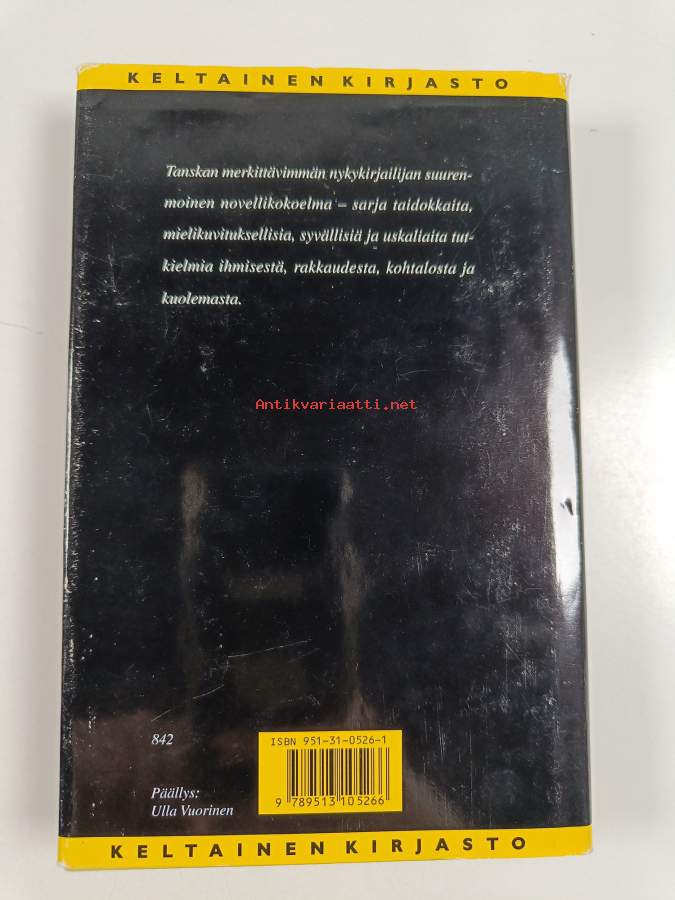 KELTAINEN KIRJASTO
Tanskan merkittävimmän nykykirjailijan suuren-
moinen novellikokoelma – sarja taidokkaita,
mielikuvituksellisia, syvällisiä ja uskaliaita tut-
kielmia ihmisestä, rakkaudesta, kohtalosta ja
kuolemasta.
Antikvariaatti.net
842
Päällys:
Ulla Vuorinen
ISBN 951-31-0526-1
9 789513 105266
KELTAINEN KIRJASTO